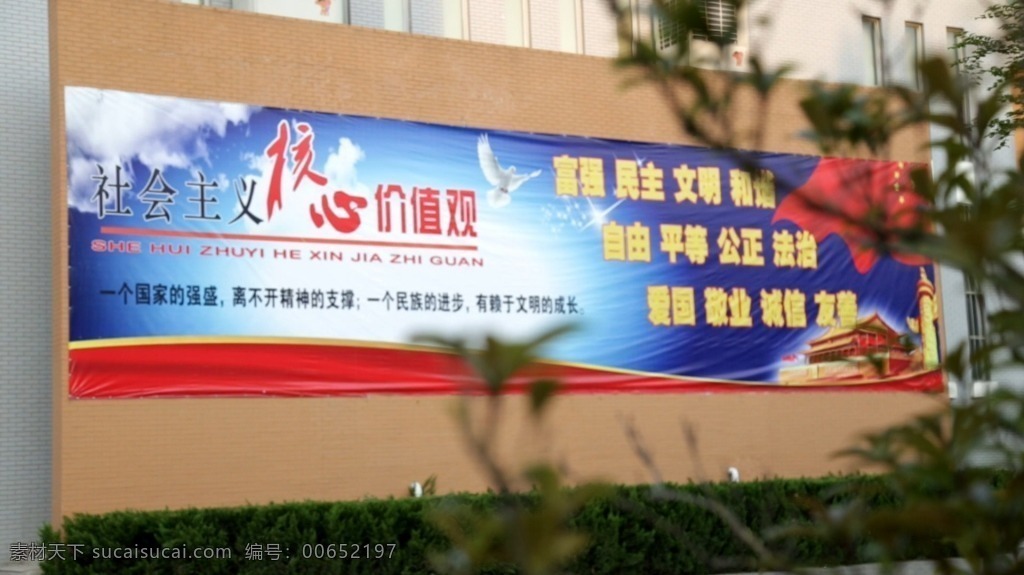 社会主义核心价值观
SHE HUI ZHUYI HE XIN JIA ZHI GUAN
一个国家的强盛，离不开精神的支撑；一个民族的进步，有赖于文明的成长。
富强 民主 文明 和谐
自由 平等 公正 法治
爱国 敬业 诚信 友善
素材天下 sucaisucai.com 编号：00652197